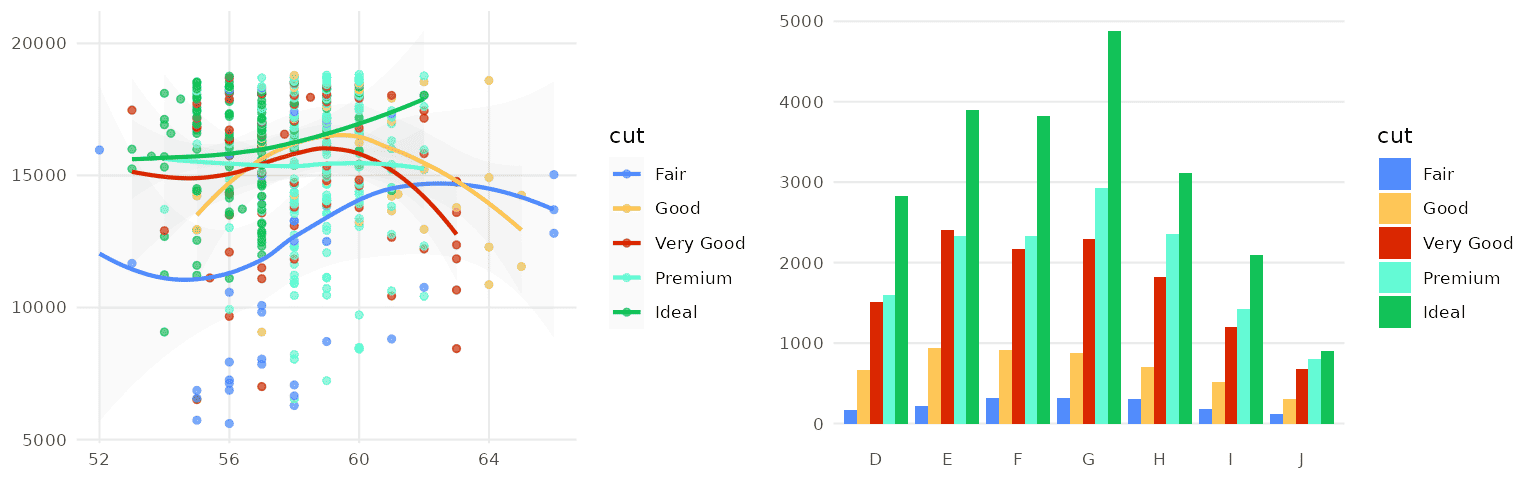 20000
15000
10000
5000
52 56 60 64
cut
Fair
Good
Very Good
Premium
Ideal
5000
4000
3000
2000
1000
0
D E F G H I J
cut
Fair
Good
Very Good
Premium
Ideal